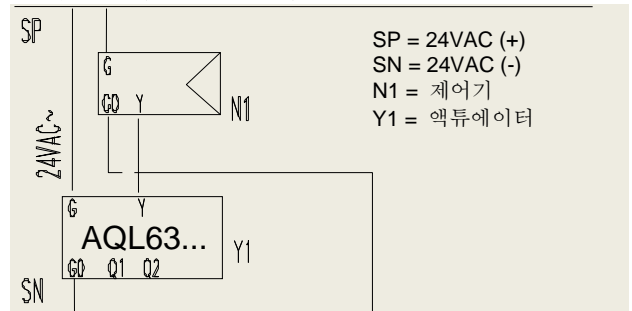 SP
SP = 24VAC (+)
SN = 24VAC (-)
N1 = 제어기
Y1 = 액튜에이터
G
G0 Y
N1
24VAC~
G Y
AQL63...
Y1
G0 Q1 Q2
SN